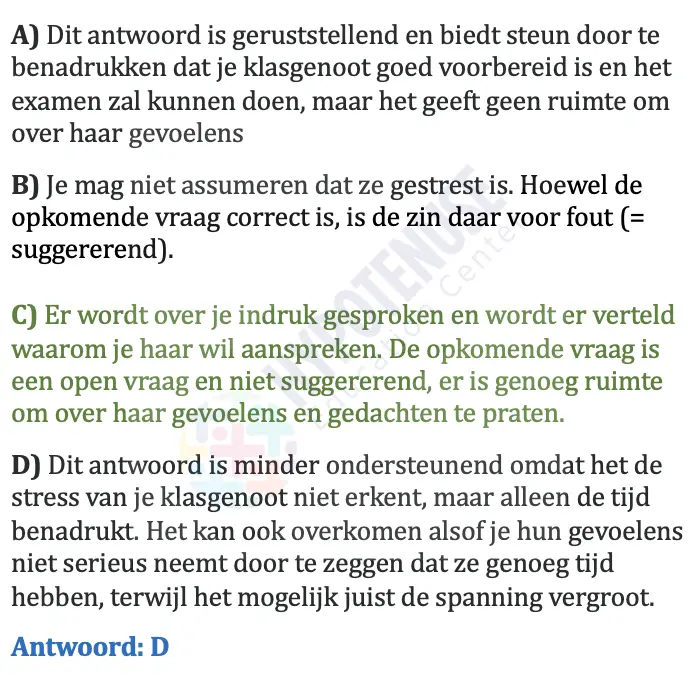 A) Dit antwoord is geruststellend en biedt steun door te
benadrukken dat je klasgenoot goed voorbereid is en het
examen zal kunnen doen, maar het geeft geen ruimte om
over haar gevoelens
B) Je mag niet assumeren dat ze gestrest is. Hoewel de
opkomende vraag correct is, is de zin daar voor fout (=
suggererend).
C) Er wordt over je indruk gesproken en wordt er verteld
waarom je haar wil aanspreken. De opkomende vraag is
een open vraag en niet suggererend, er is genoeg ruimte
om over haar gevoelens en gedachten te praten.
D) Dit antwoord is minder ondersteunend omdat het de
stress van je klasgenoot niet erkent, maar alleen de tijd
benadrukt. Het kan ook overkomen alsof je hun gevoelens
niet serieus neemt door te zeggen dat ze genoeg tijd
hebben, terwijl het mogelijk juist de spanning vergroot.
Antwoord: D
HYPOTENUSE
Education Center